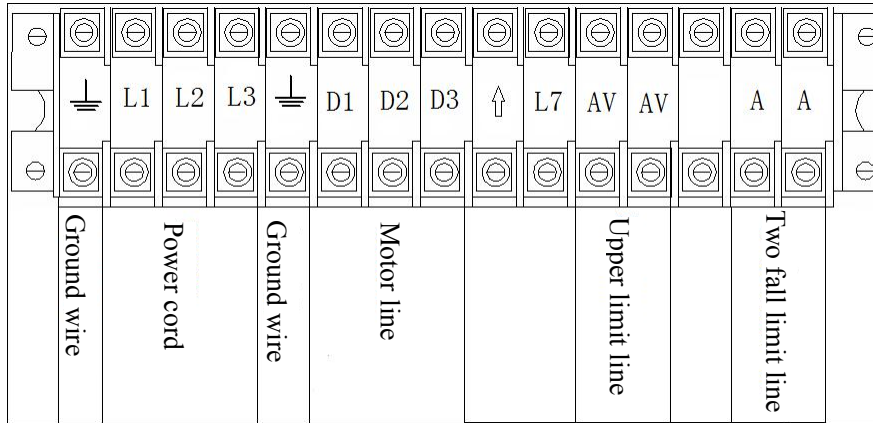 L1 L2 L3 D1 D2 D3 L7 AV AV A A
Ground wire
Power cord
Ground wire
Motor line
Upper limit line
Two fall limit line